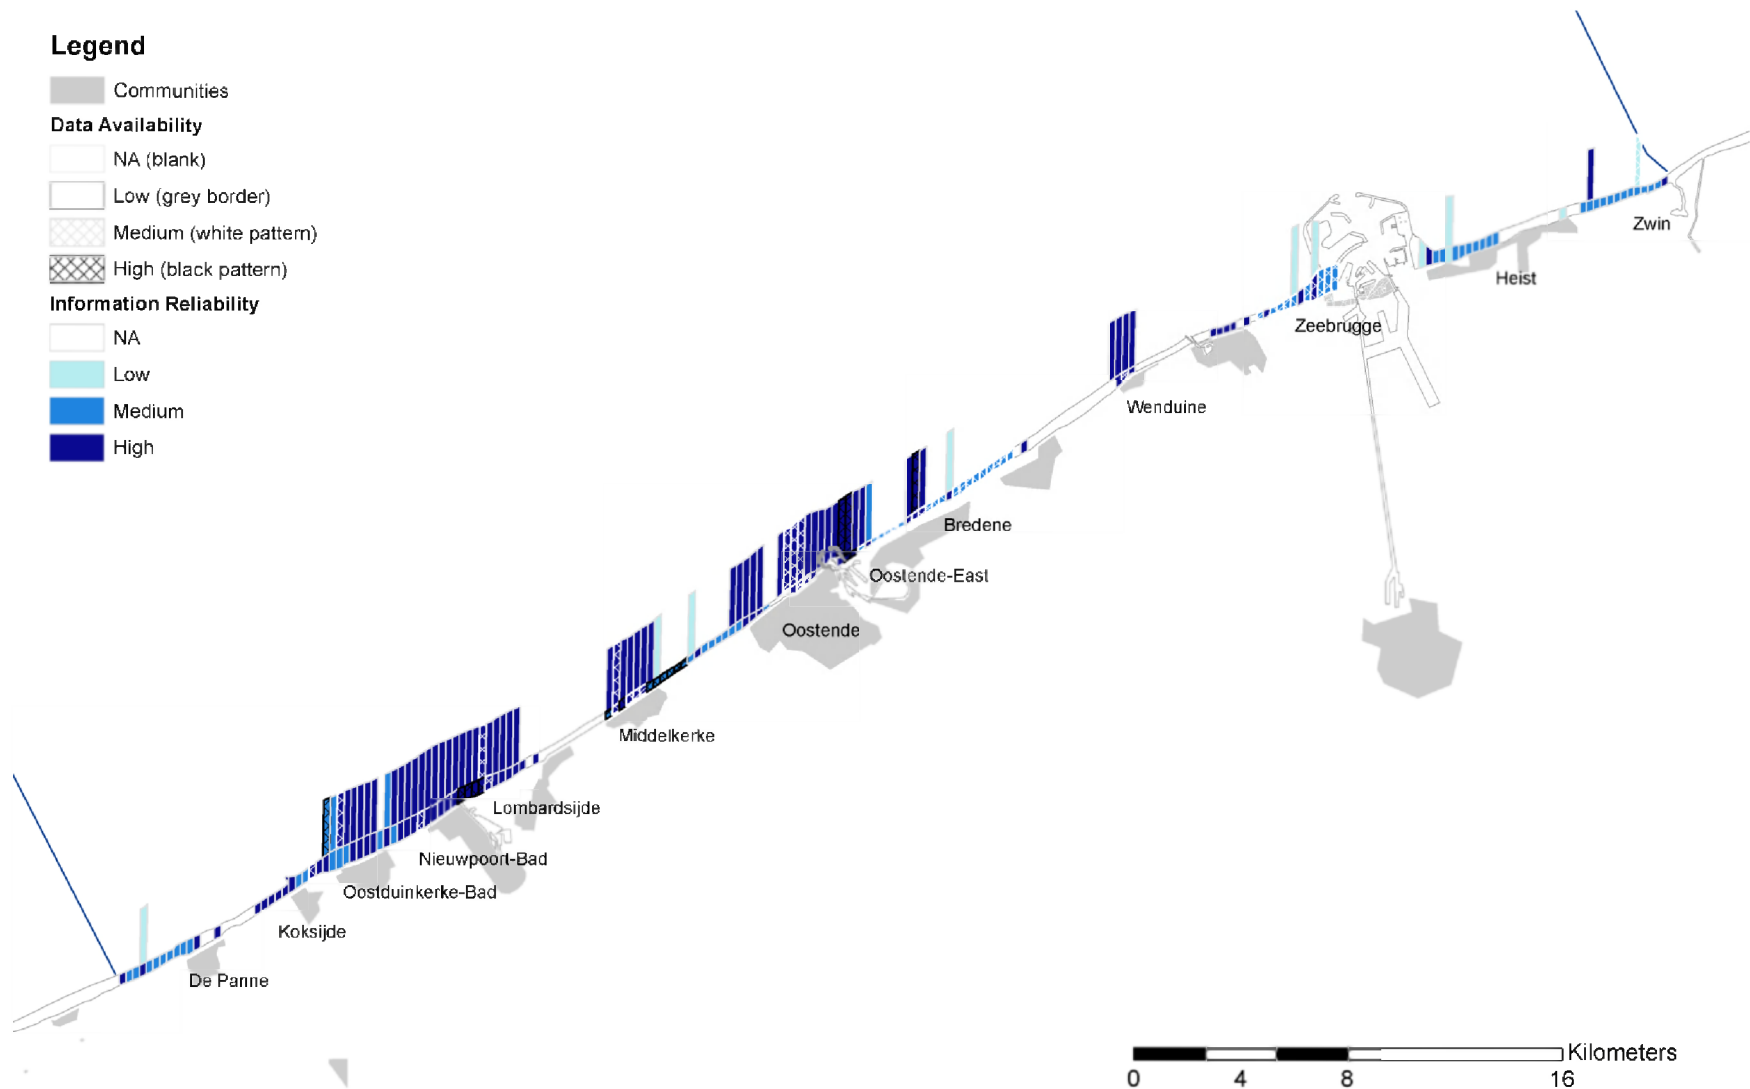 Legend
Communities
Data Availability
NA (blank)
Low (grey border)
Medium (white pattern)
High (black pattern)
Information Reliability
NA
Low
Medium
High
Zwin
Heist
Zeebrugge
Wenduine
Bredene
Oostende-East
Oostende
Middelkerke
Lombardsijde
Nieuwpoort-Bad
Oostduinkerke-Bad
Koksijde
De Panne
Kilometers
0 4 8 16